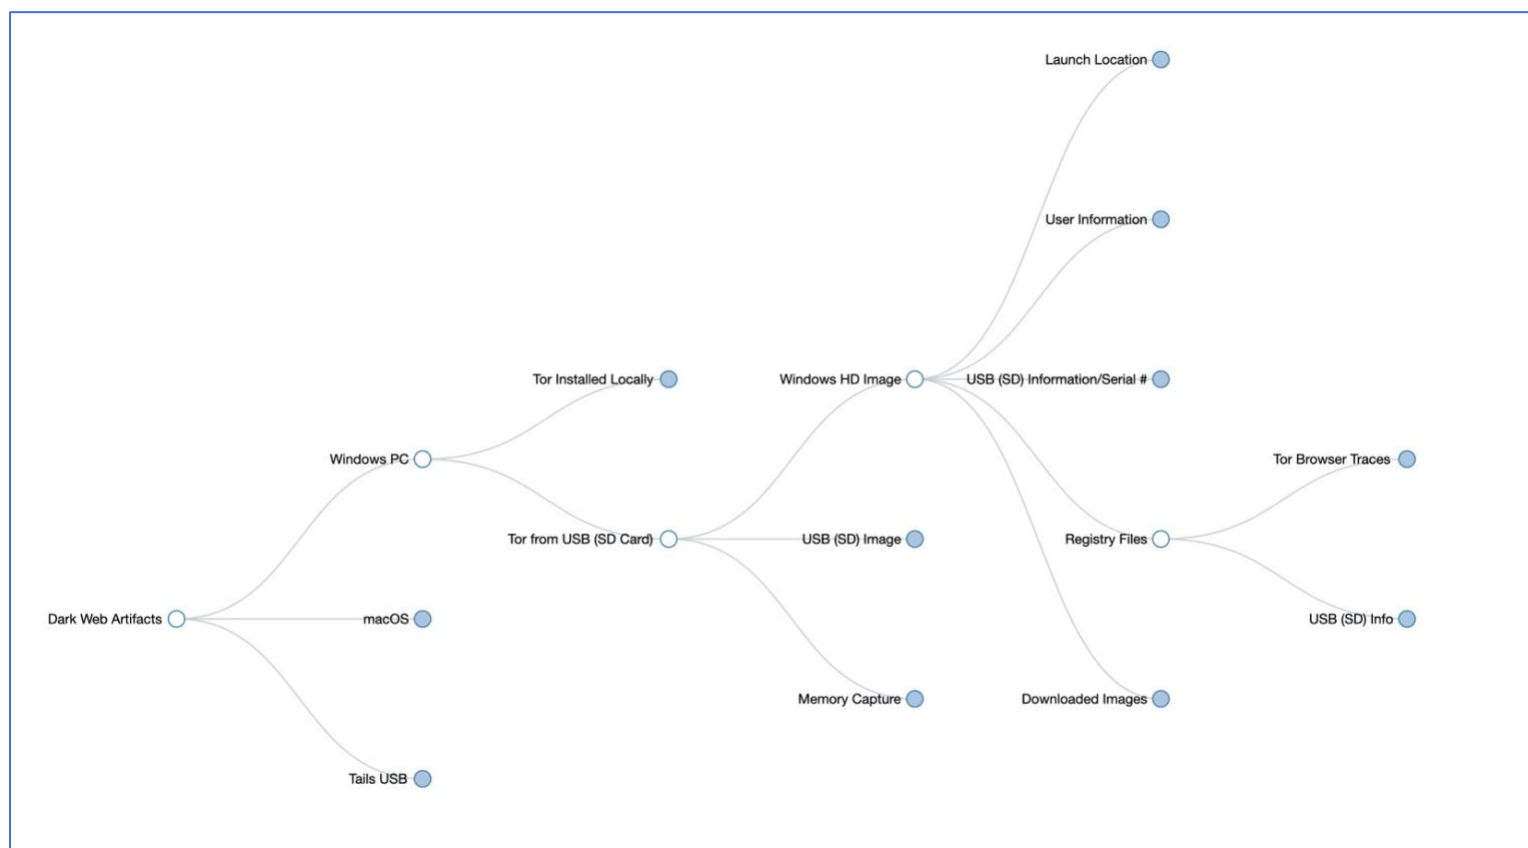 Launch Location
User Information
Tor Installed Locally
Windows HD Image
USB (SD) Information/Serial #
Windows PC
Tor Browser Traces
Tor from USB (SD Card)
USB (SD) Image
Registry Files
Dark Web Artifacts
macOS
USB (SD) Info
Memory Capture
Downloaded Images
Tails USB